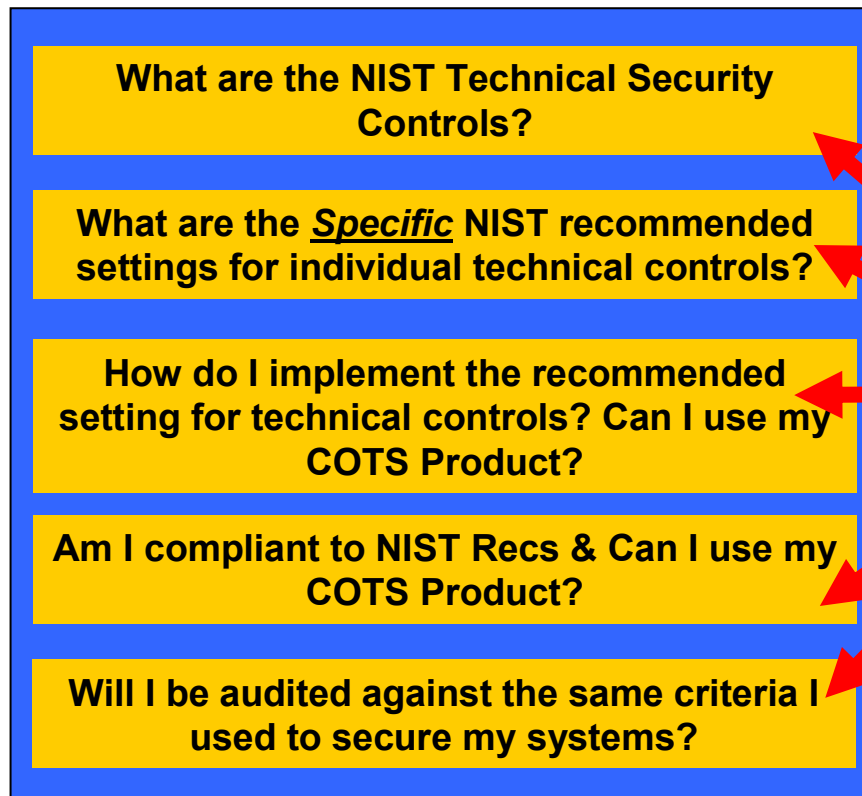 What are the NIST Technical Security
Controls?
What are the Specific NIST recommended
settings for individual technical controls?
How do I implement the recommended
setting for technical controls? Can I use my
COTS Product?
Am I compliant to NIST Recs & Can I use my
COTS Product?
Will I be audited against the same criteria I
used to secure my systems?